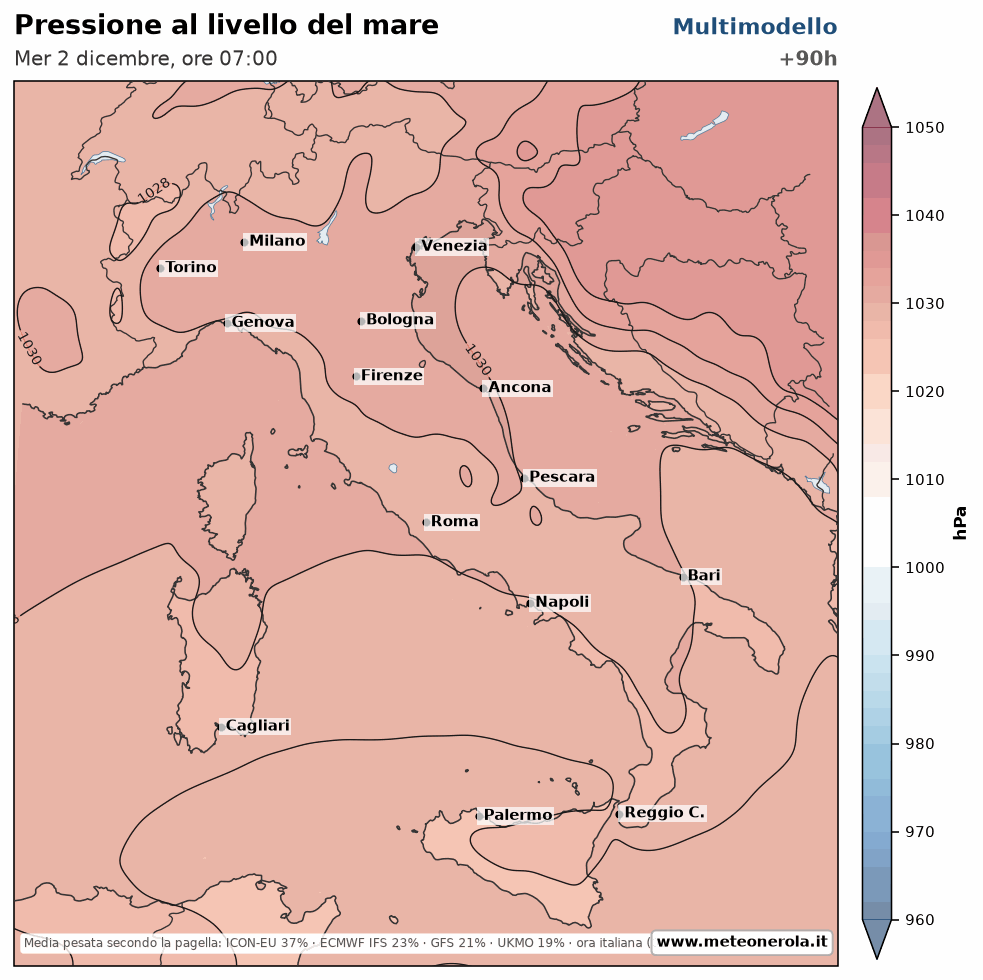 Pressione al livello del mare
Multimodello
Mer 2 dicembre, ore 07:00
+90h
1050
1040
1030
1020
1010
1000
990
980
970
960
hPa
1028
Milano
Venezia
Torino
Genova
Bologna
1030
1030
Firenze
Ancona
Pescara
Roma
Bari
Napoli
Cagliari
Palermo
Reggio C.
Media pesata secondo la pagella: ICON-EU 37% · ECMWF IFS 23% · GFS 21% · UKMO 19% · ora italiana (
www.meteonerola.it